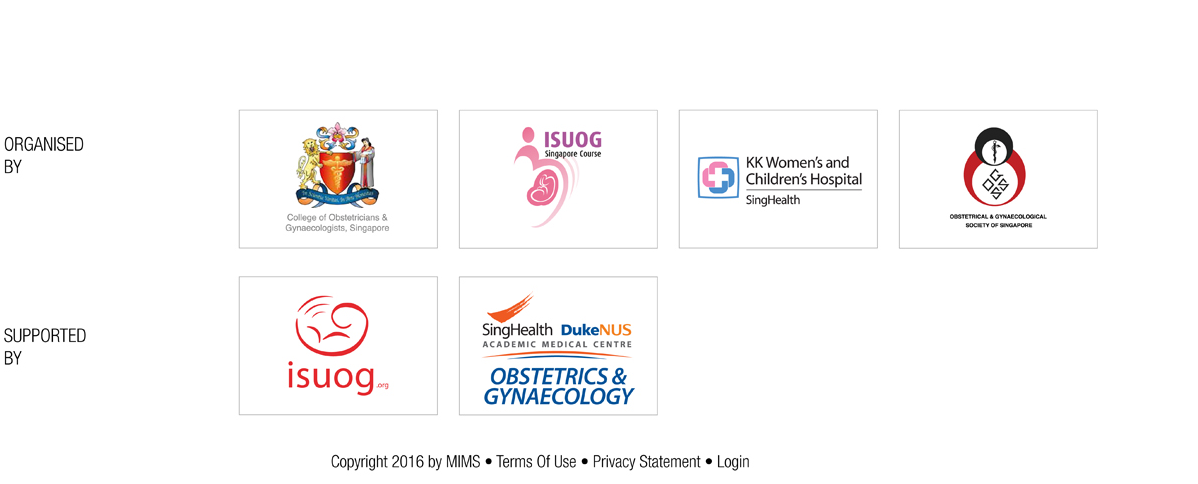 ORGANISED
BY
College of Obstetricians &
Gynaecologists, Singapore
ISUOG
Singapore Course
KK Women's and
Children's Hospital
SingHealth
OGSS
OBSTETRICAL & GYNAECOLOGICAL
SOCIETY OF SINGAPORE
SUPPORTED
BY
isuog.org
SingHealth DukeNUS
ACADEMIC MEDICAL CENTRE
OBSTETRICS &
GYNAECOLOGY
Copyright 2016 by MIMS • Terms Of Use • Privacy Statement • Login